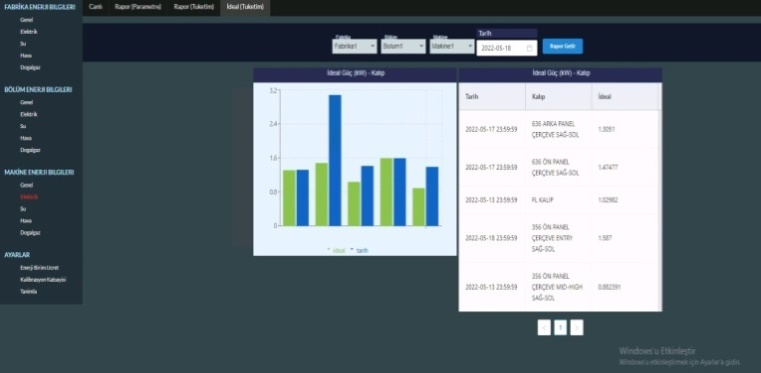 FABRİKA ENERJİ BİLGİLERİ
Genel
Elektrik
Su
Hava
Dogalgaz
BÖLÜM ENERJİ BİLGİLERİ
Genel
Elektrik
Su
Hava
Dogalgaz
MAKİNE ENERJİ BİLGİLERİ
Genel
Elektrik
Su
Hava
Dogalgaz
AYARLAR
Enerji Birim Ucret
Kalibrasyon Katsayisi
Tanimla
Canlı Rapor (Parametre) Rapor (Tuketim) İdeal (Tuketim)
Fabrika Bölüm Makine Tarih
Fabrika1 Bolum1 Makine1 2022-05-18 Rapor Getir
İdeal Güç (kW) - Kalıp
3.2
2.4
1.6
0.8
0
ideal tarih
İdeal Güç (kW) - Kalıp
Tarih Kalıp İdeal
2022-05-17 23:59:59 636 ARKA PANEL ÇERÇEVE SAĞ-SOL 1.3051
2022-05-17 23:59:59 636 ÖN PANEL ÇERÇEVE SAĞ-SOL 1.47477
2022-05-13 23:59:59 FL KALIP 1.02982
2022-05-18 23:59:59 356 ÖN PANEL ÇERÇEVE ENTRY SAĞ-SOL 1.587
2022-05-13 23:59:59 356 ÖN PANEL ÇERÇEVE MID-HIGH SAĞ-SOL 0.882391
< 1 >
Windows'u Etkinleştir
Windows'u etkinleştirmek için Ayarlar'a gidin.